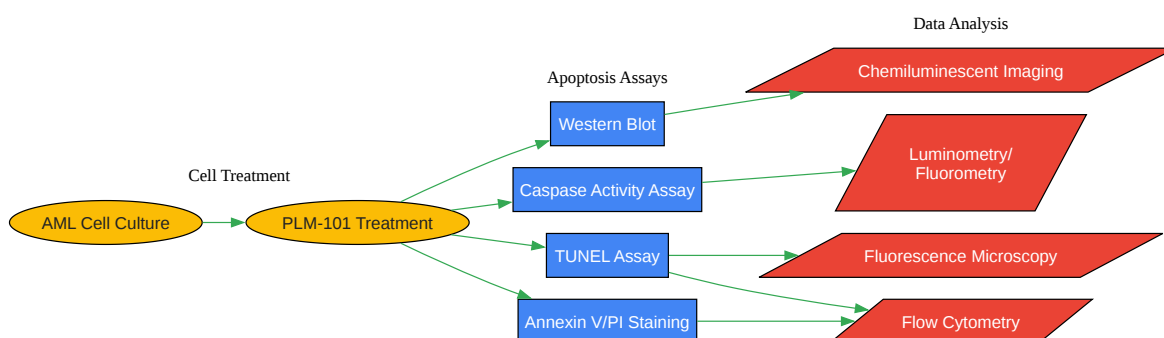 Data Analysis
Chemiluminescent Imaging
Apoptosis Assays
Western Blot
Luminometry/
Fluorometry
Cell Treatment
Caspase Activity Assay
AML Cell Culture
PLM-101 Treatment
TUNEL Assay
Fluorescence Microscopy
Annexin V/PI Staining
Flow Cytometry